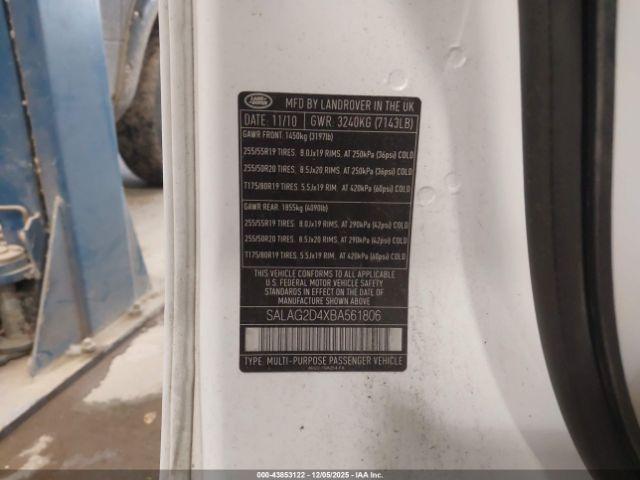 LAND ROVER
MFD BY LANDROVER IN THE UK
DATE: 11/10 GWR: 3240KG (7143LB)
GAWR FRONT: 1450kg (3197lb)
255/55R19 TIRES. 8.0Jx19 RIMS. AT 250kPa (36psi) COLD
255/50R20 TIRES. 8.5Jx20 RIMS. AT 250kPa (36psi) COLD
T175/80R19 TIRES. 5.5Jx19 RIM. AT 420kPa (60psi) COLD
GAWR REAR: 1855kg (4090lb)
255/55R19 TIRES. 8.0Jx19 RIMS. AT 290kPa (42psi) COLD
255/50R20 TIRES. 8.5Jx20 RIMS. AT 290kPa (42psi) COLD
T175/80R19 TIRES. 5.5Jx19 RIM. AT 420kPa (60psi) COLD
THIS VEHICLE CONFORMS TO ALL APPLICABLE
U.S. FEDERAL MOTOR VEHICLE SAFETY
STANDARDS IN EFFECT ON THE DATE OF
MANUFACTURE SHOWN ABOVE
SALAG2D4XBA561806
TYPE: MULTI-PURPOSE PASSENGER VEHICLE
000-43853122 - 12/05/2025 - IAAC, Inc.